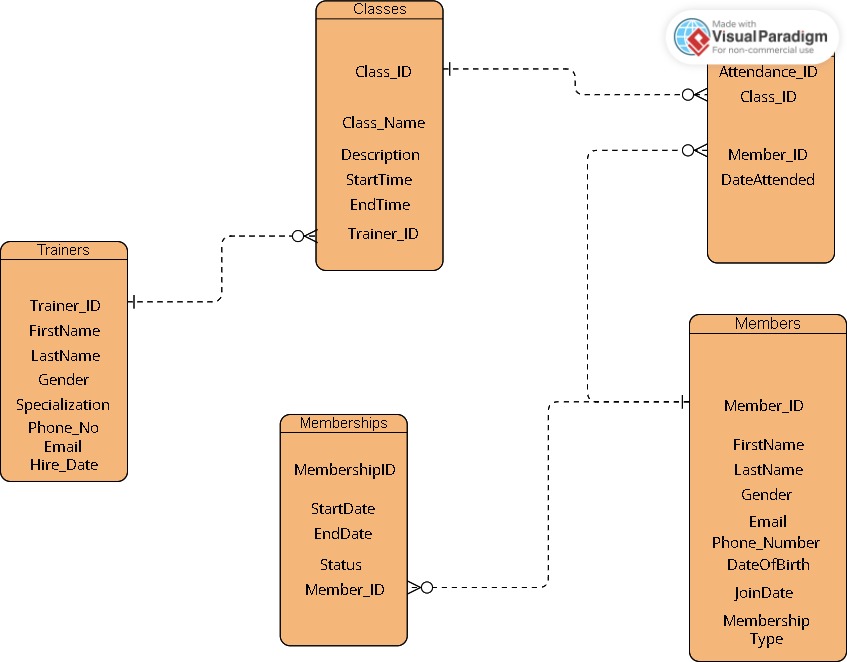 Classes
Class_ID
Class_Name
Description
StartTime
EndTime
Trainer_ID
Made with
VisualParadigm
For non-commercial use
Attendance_ID
Class_ID
Member_ID
DateAttended
Trainers
Trainer_ID
FirstName
LastName
Gender
Specialization
Phone_No
Email
Hire_Date
Memberships
MembershipID
StartDate
EndDate
Status
Member_ID
Members
Member_ID
FirstName
LastName
Gender
Email
Phone_Number
DateOfBirth
JoinDate
Membership
Type